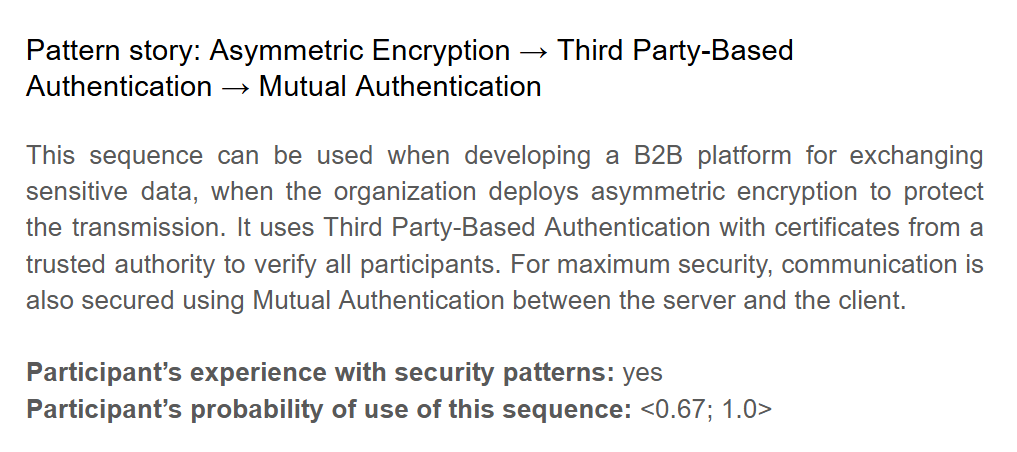 Pattern story: Asymmetric Encryption → Third Party-Based
Authentication → Mutual Authentication
This sequence can be used when developing a B2B platform for exchanging
sensitive data, when the organization deploys asymmetric encryption to protect
the transmission. It uses Third Party-Based Authentication with certificates from a
trusted authority to verify all participants. For maximum security, communication is
also secured using Mutual Authentication between the server and the client.
Participant’s experience with security patterns: yes
Participant’s probability of use of this sequence: <0.67; 1.0>